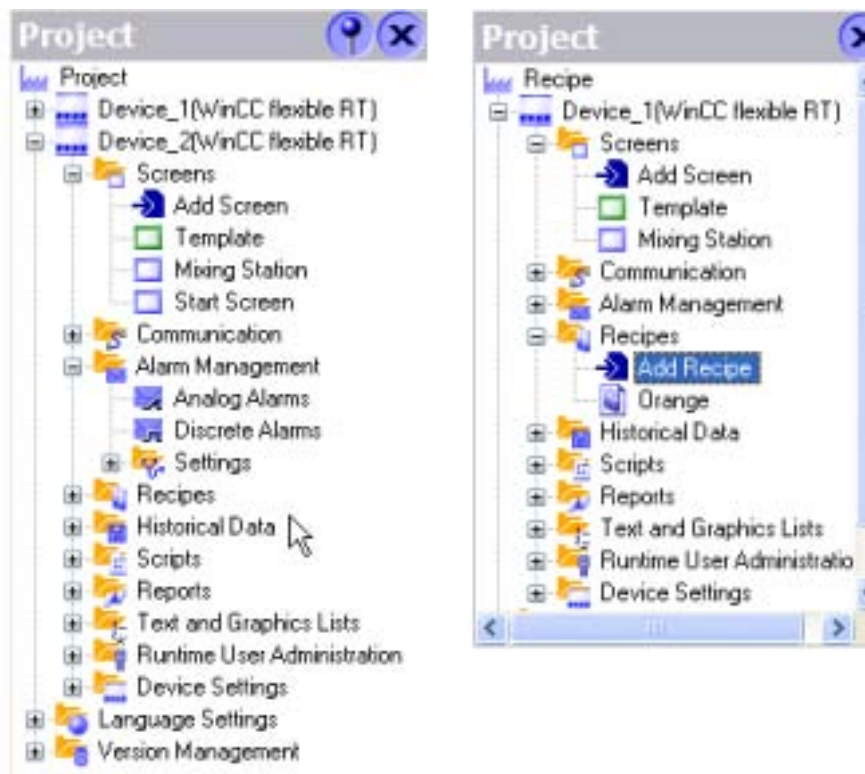 Project
Project
Device_1(WinCC flexible RT)
Device_2(WinCC flexible RT)
Screens
Add Screen
Template
Mixing Station
Start Screen
Communication
Alarm Management
Analog Alarms
Discrete Alarms
Settings
Recipes
Historical Data
Scripts
Reports
Text and Graphics Lists
Runtime User Administration
Device Settings
Language Settings
Version Management
Project
Recipe
Device_1(WinCC flexible RT)
Screens
Add Screen
Template
Mixing Station
Communication
Alarm Management
Recipes
Add Recipe
Orange
Historical Data
Scripts
Reports
Text and Graphics Lists
Runtime User Administratio
Device Settings